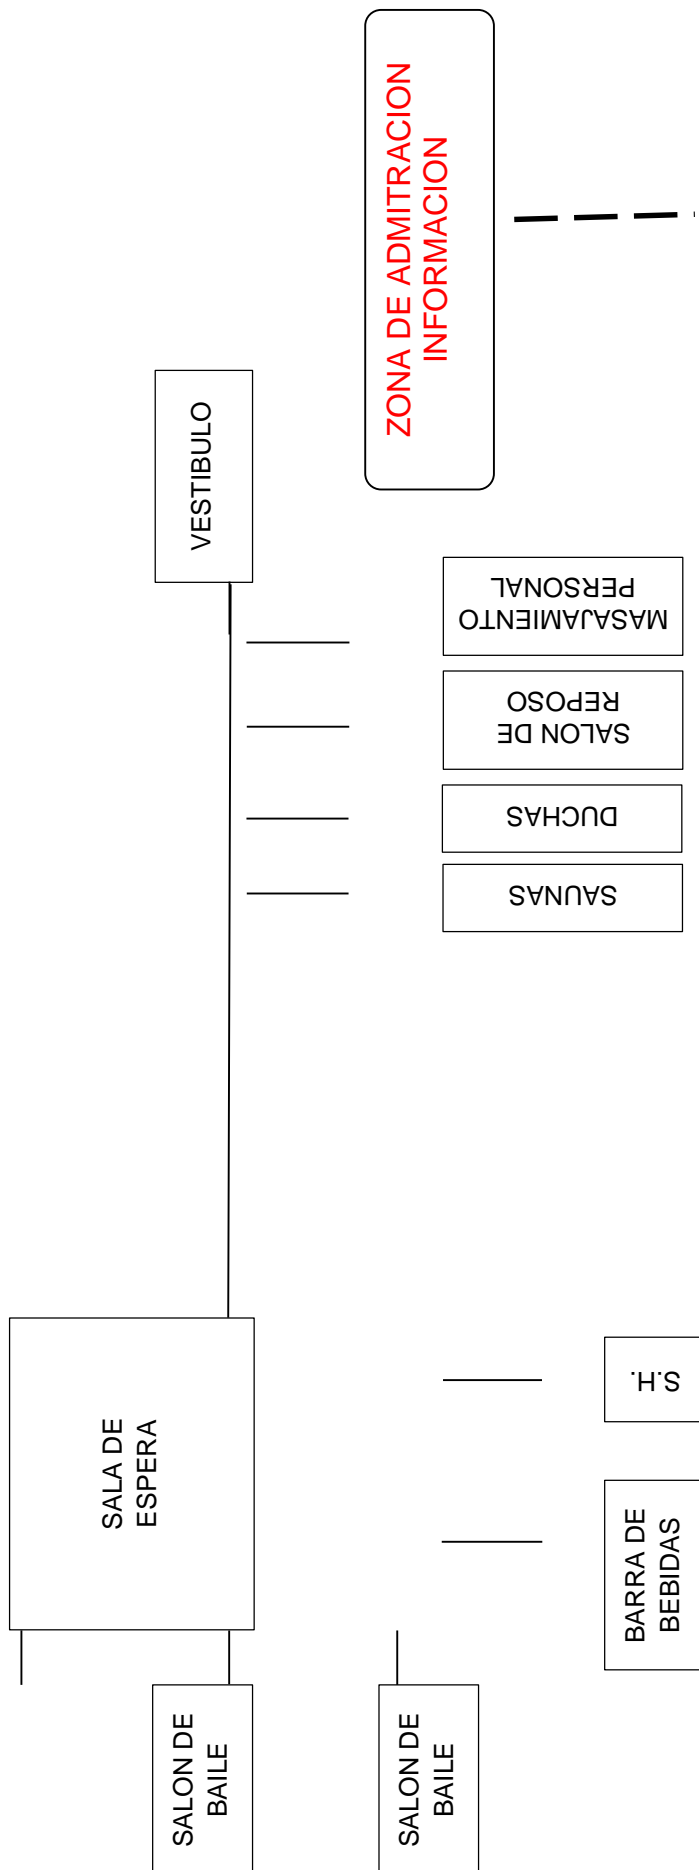 ZONA DE ADMITRACION
INFORMACION
VESTIBULO
MASAJAMIENTO
PERSONAL
SALON DE
REPOSO
DUCHAS
SAUNAS
SALA DE
ESPERA
S.H.
BARRA DE
BEBIDAS
SALON DE
BAILE
SALON DE
BAILE